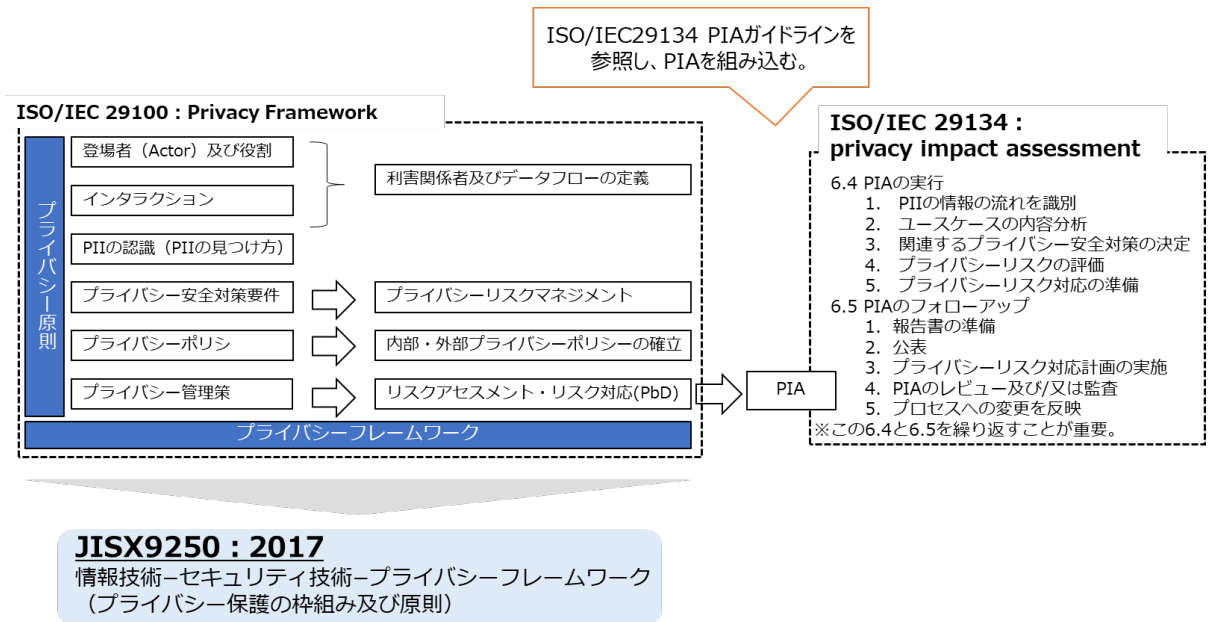 ISO/IEC29134 PIAガイドラインを
参照し、PIAを組み込む。
ISO/IEC 29100：Privacy Framework
プライバシー原則
登場者（Actor）及び役割
インタラクション
PIIの認識（PIIの見つけ方）
プライバシー安全対策要件
プライバシーポリシ
プライバシー管理策
利害関係者及びデータフローの定義
プライバシーリスクマネジメント
内部・外部プライバシーポリシーの確立
リスクアセスメント・リスク対応(PbD)
プライバシーフレームワーク
PIA
ISO/IEC 29134：
privacy impact assessment
6.4 PIAの実行
1. PIIの情報の流れを識別
2. ユースケースの内容分析
3. 関連するプライバシー安全対策の決定
4. プライバシーリスクの評価
5. プライバシーリスク対応の準備
6.5 PIAのフォローアップ
1. 報告書の準備
2. 公表
3. プライバシーリスク対応計画の実施
4. PIAのレビュー及び/又は監査
5. プロセスへの変更を反映
※この6.4と6.5を繰り返すことが重要。
JISX9250：2017
情報技術−セキュリティ技術−プライバシーフレームワーク
（プライバシー保護の枠組み及び原則）